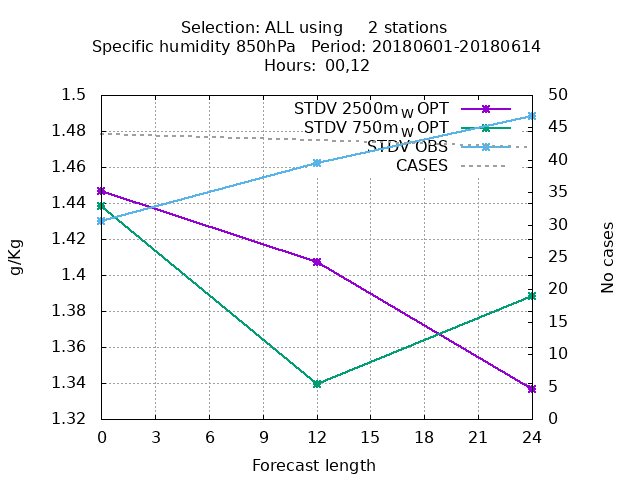 Selection: ALL using     2 stations
Specific humidity 850hPa   Period: 20180601-20180614
Hours: 00,12
1.5
1.48
1.46
1.44
1.42
1.4
1.38
1.36
1.34
1.32
g/Kg
STDV 2500m_W OPT
STDV 750m_W OPT
STDV OBS
CASES
50
45
40
35
30
25
20
15
10
5
0
No cases
0 3 6 9 12 15 18 21 24
Forecast length